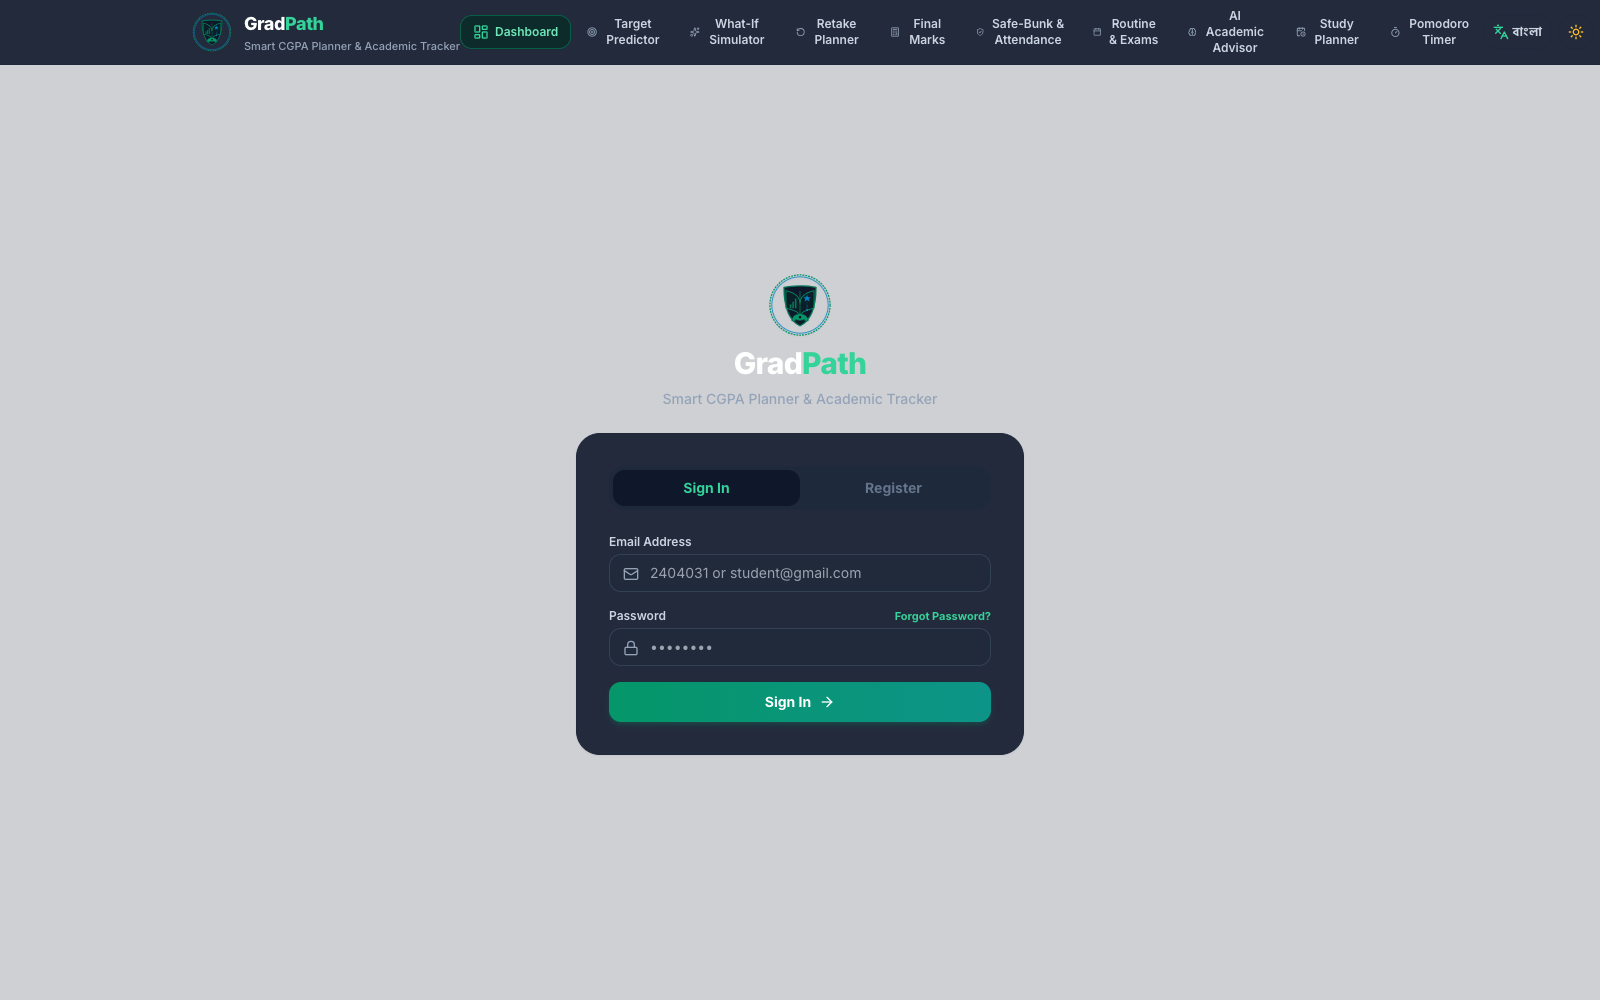 GradPath
Smart CGPA Planner & Academic Tracker
Dashboard
Target
Predictor
What-If
Simulator
Retake
Planner
Final
Marks
Safe-Bunk &
Attendance
Routine
& Exams
AI
Academic
Advisor
Study
Planner
Pomodoro
Timer
বাংলা
GradPath
Smart CGPA Planner & Academic Tracker
Sign In
Register
Email Address
2404031 or student@gmail.com
Password
Forgot Password?
••••••••
Sign In